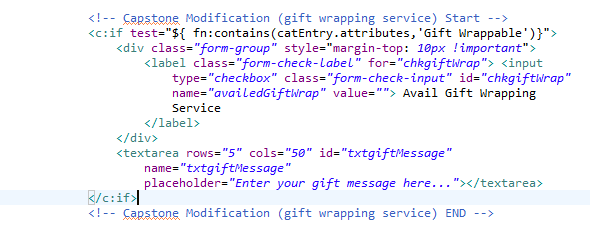 <!-- Capstone Modification (gift wrapping service) Start -->
<c:if test="${ fn:contains(catEntry.attributes,'Gift Wrappable')}">
<div class="form-group" style="margin-top: 10px !important">
<label class="form-check-label" for="chkgiftWrap"> <input
type="checkbox" class="form-check-input" id="chkgiftWrap"
name="availedGiftWrap" value=""> Avail Gift Wrapping
Service
</label>
</div>
<textarea rows="5" cols="50" id="txtgiftMessage"
name="txtgiftMessage"
placeholder="Enter your gift message here..."></textarea>
</c:if>
<!-- Capstone Modification (gift wrapping service) END -->